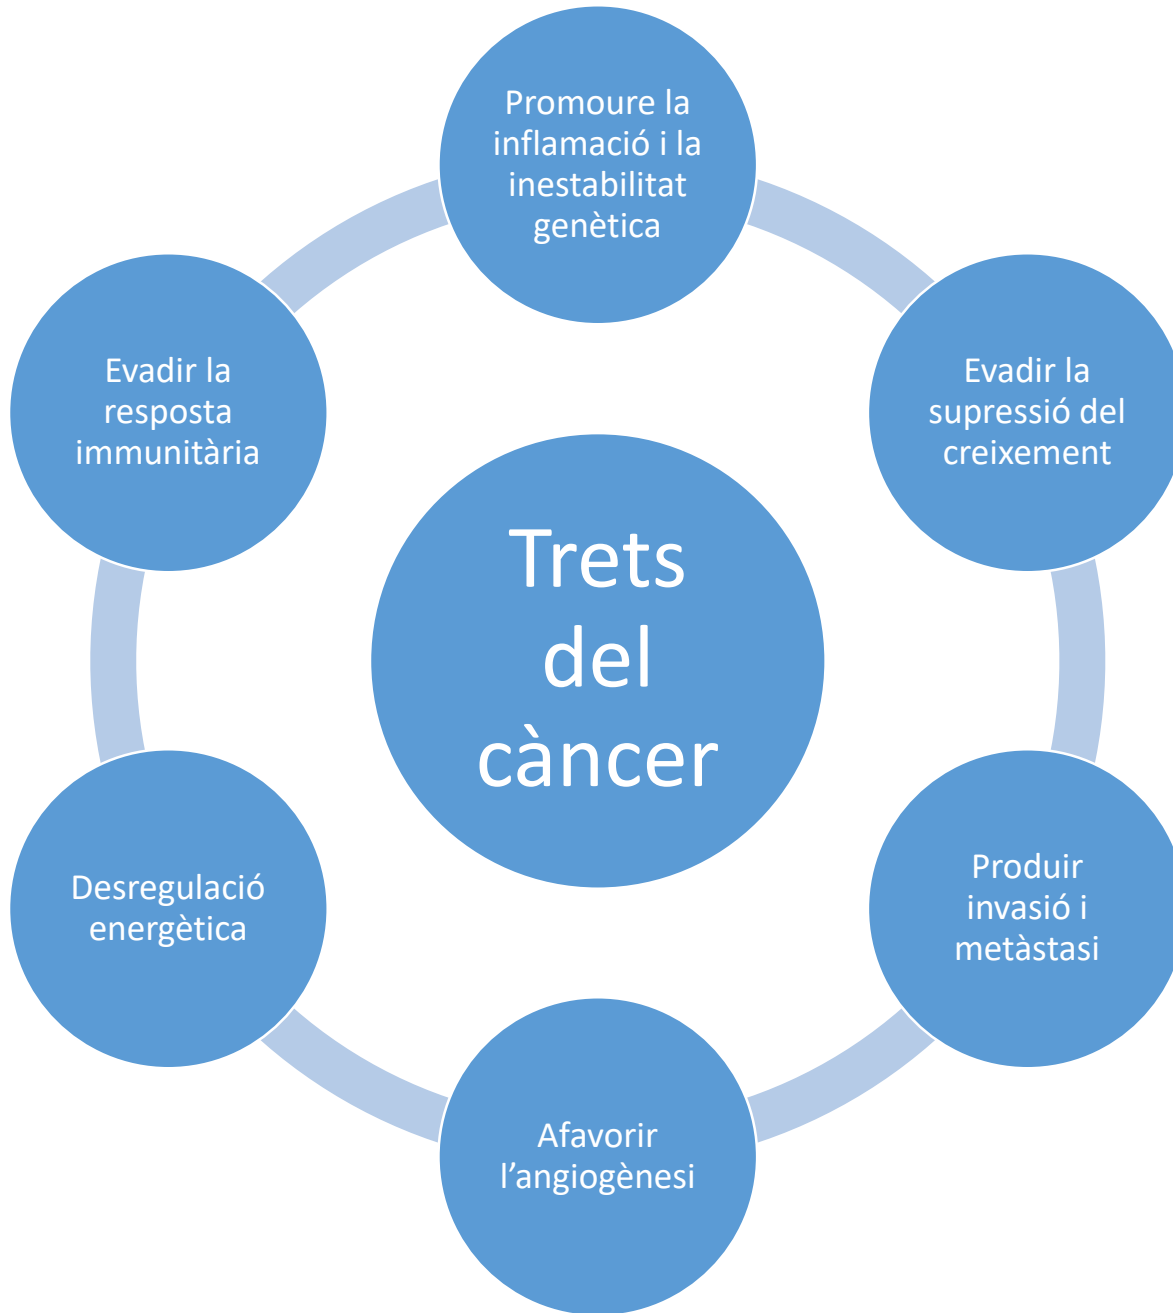 Promoure la
inflamació i la
inestabilitat
genètica
Evadir la
supressió del
creixement
Produir
invasió i
metàstasi
Afavorir
l’angiogènesi
Desregulació
energètica
Evadir la
resposta
immunitària
Trets
del
càncer